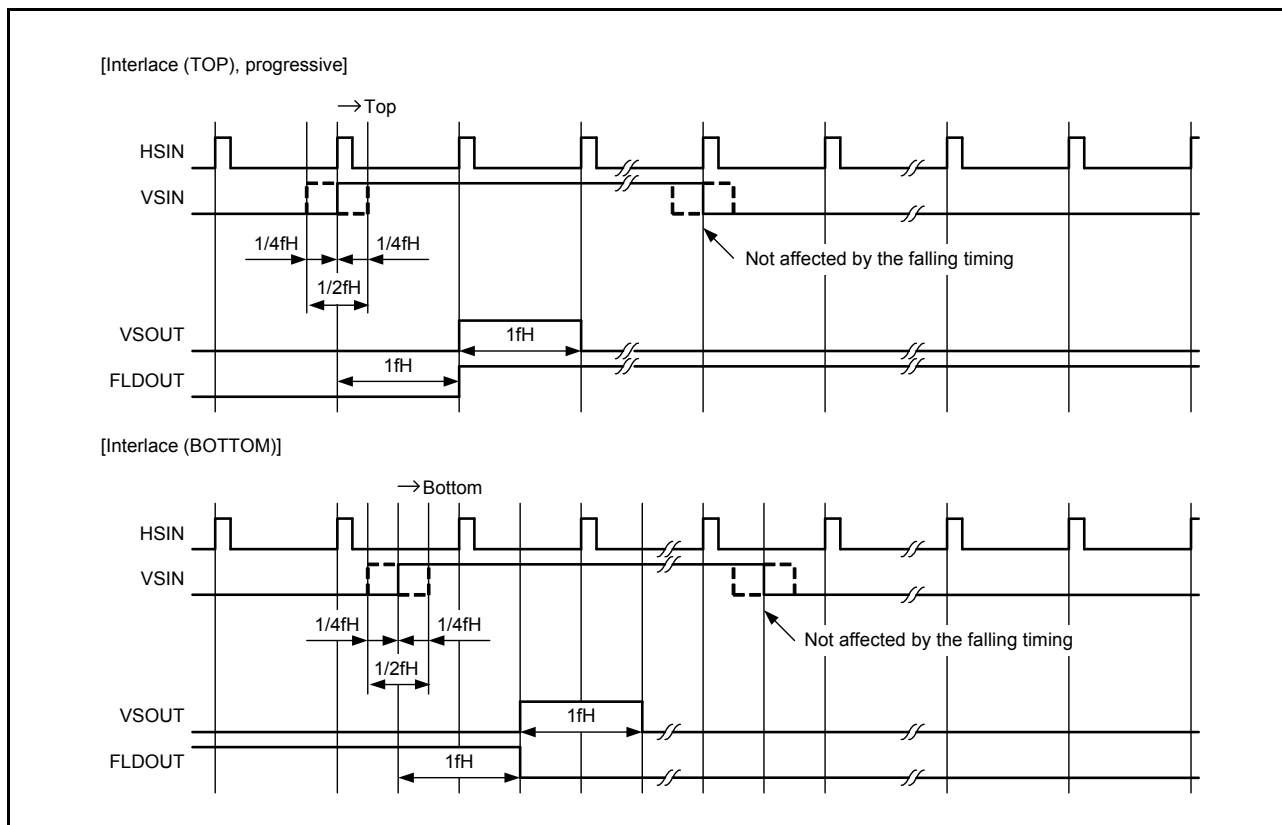 [Interlace (TOP), progressive]
→Top
HSIN
VSIN
1/4fH 1/4fH
Not affected by the falling timing
1/2fH
VSOUT 1fH
FLDOUT 1fH
[Interlace (BOTTOM)]
→Bottom
HSIN
VSIN
1/4fH 1/4fH
Not affected by the falling timing
1/2fH
VSOUT 1fH
FLDOUT 1fH